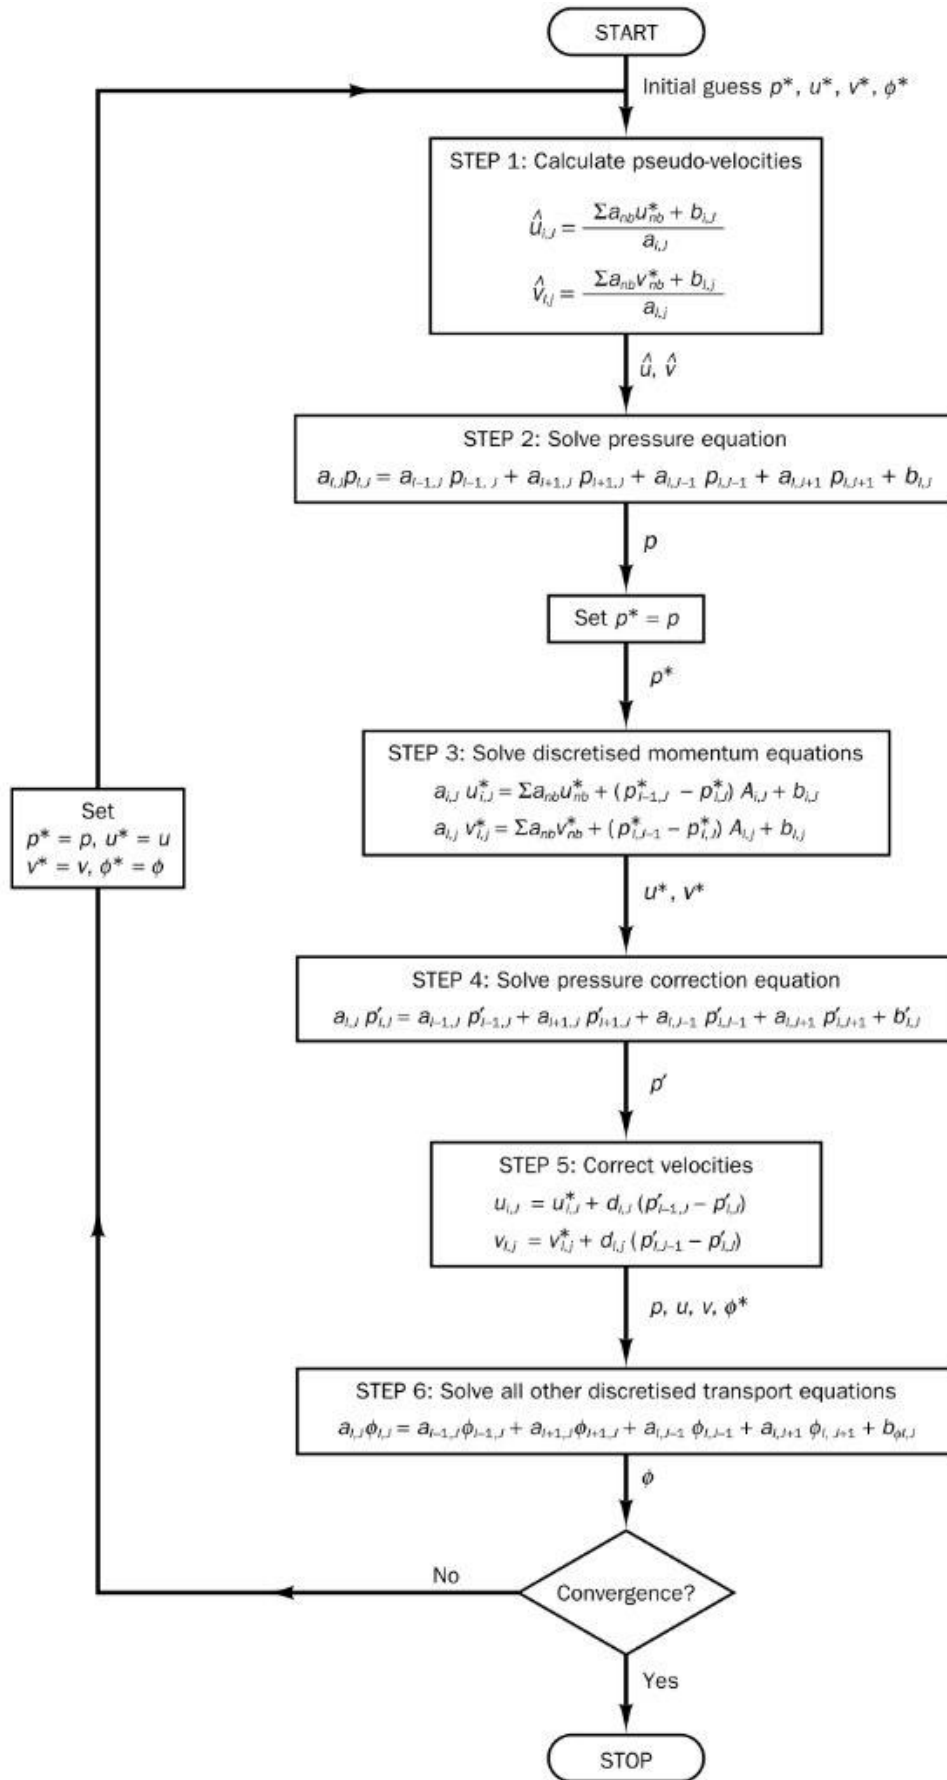 START
Initial guess p*, u*, v*, ϕ*
STEP 1: Calculate pseudo-velocities
û_{i,J} = (Σa_{nb}u*_{nb} + b_{i,J}) / a_{i,J}
v̂_{I,j} = (Σa_{nb}v*_{nb} + b_{I,j}) / a_{I,j}
û, v̂
STEP 2: Solve pressure equation
a_{I,J}p_{I,J} = a_{I−1,J} p_{I−1,J} + a_{I+1,J} p_{I+1,J} + a_{I,J−1} p_{I,J−1} + a_{I,J+1} p_{I,J+1} + b_{I,J}
p
Set p* = p
p*
STEP 3: Solve discretised momentum equations
a_{i,J} u*_{i,J} = Σa_{nb}u*_{nb} + (p*_{I−1,J} − p*_{I,J}) A_{i,J} + b_{i,J}
a_{I,j} v*_{I,j} = Σa_{nb}v*_{nb} + (p*_{I,J−1} − p*_{I,J}) A_{I,j} + b_{I,j}
Set
p* = p, u* = u
v* = v, ϕ* = ϕ
u*, v*
STEP 4: Solve pressure correction equation
a_{I,J} p′_{I,J} = a_{I−1,J} p′_{I−1,J} + a_{I+1,J} p′_{I+1,J} + a_{I,J−1} p′_{I,J−1} + a_{I,J+1} p′_{I,J+1} + b′_{I,J}
p′
STEP 5: Correct velocities
u_{i,J} = u*_{i,J} + d_{i,J} (p′_{I−1,J} − p′_{I,J})
v_{I,j} = v*_{I,j} + d_{I,j} (p′_{I,J−1} − p′_{I,J})
p, u, v, ϕ*
STEP 6: Solve all other discretised transport equations
a_{I,J}ϕ_{I,J} = a_{I−1,J}ϕ_{I−1,J} + a_{I+1,J}ϕ_{I+1,J} + a_{I,J−1} ϕ_{I,J−1} + a_{I,J+1} ϕ_{I,J+1} + b_{ϕI,J}
ϕ
No
Convergence?
Yes
STOP